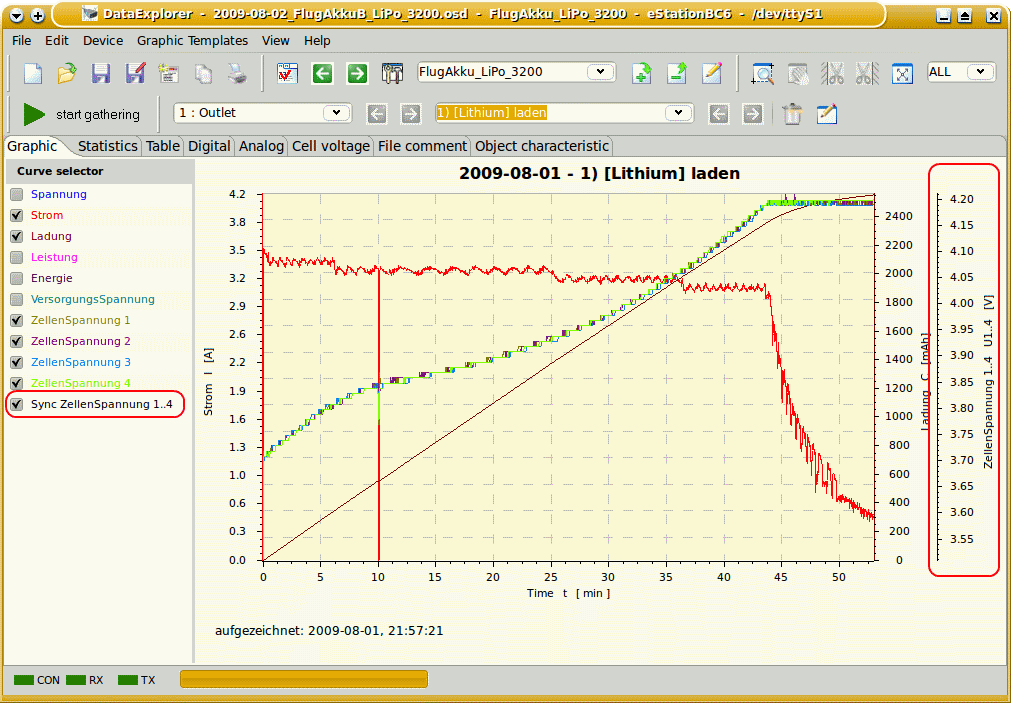 DataExplorer - 2009-08-02_FlugAkkuB_LiPo_3200.osd - FlugAkku_LiPo_3200 - eStationBC6 - /dev/ttyS1
File Edit Device Graphic Templates View Help
FlugAkku_LiPo_3200 ALL
start gathering 1 : Outlet 1) [Lithium] laden
Graphic Statistics Table Digital Analog Cell voltage File comment Object characteristic
Curve selector
Spannung
Strom
Ladung
Leistung
Energie
VersorgungsSpannung
ZellenSpannung 1
ZellenSpannung 2
ZellenSpannung 3
ZellenSpannung 4
Sync ZellenSpannung 1..4
2009-08-01 - 1) [Lithium] laden
Strom I [A]
4.2
3.8
3.5
3.2
2.9
2.6
2.2
1.9
1.6
1.3
1.0
0.6
0.3
0.0
0 5 10 15 20 25 30 35 40 45 50
Time t [ min ]
2400
2200
2000
1800
1600
1400
1200
1000
800
600
400
200
0
Ladung C [mAh]
4.20
4.15
4.10
4.05
4.00
3.95
3.90
3.85
3.80
3.75
3.70
3.65
3.60
3.55
ZellenSpannung 1..4 U1..4 [V]
aufgezeichnet: 2009-08-01, 21:57:21
CON RX TX